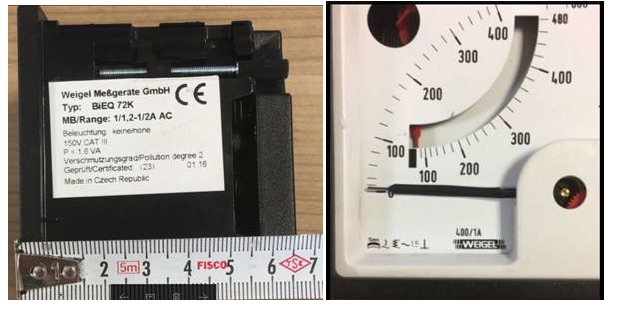 Weigel Meßgeräte GmbH CE
Typ: BiEQ 72K
MB/Range: 1/1,2-1/2A AC
Beleuchtung keine/none
150V CAT III
P < 1.6 VA
Verschmutzungsgrad/Pollution degree 2
Geprüft/Certificated: (23) 01.16
Made in Czech Republic
2 5m 3 4 FISCO 5 6 7
400 480
300
400
200
300
100 200
100
400/1A
WEIGEL